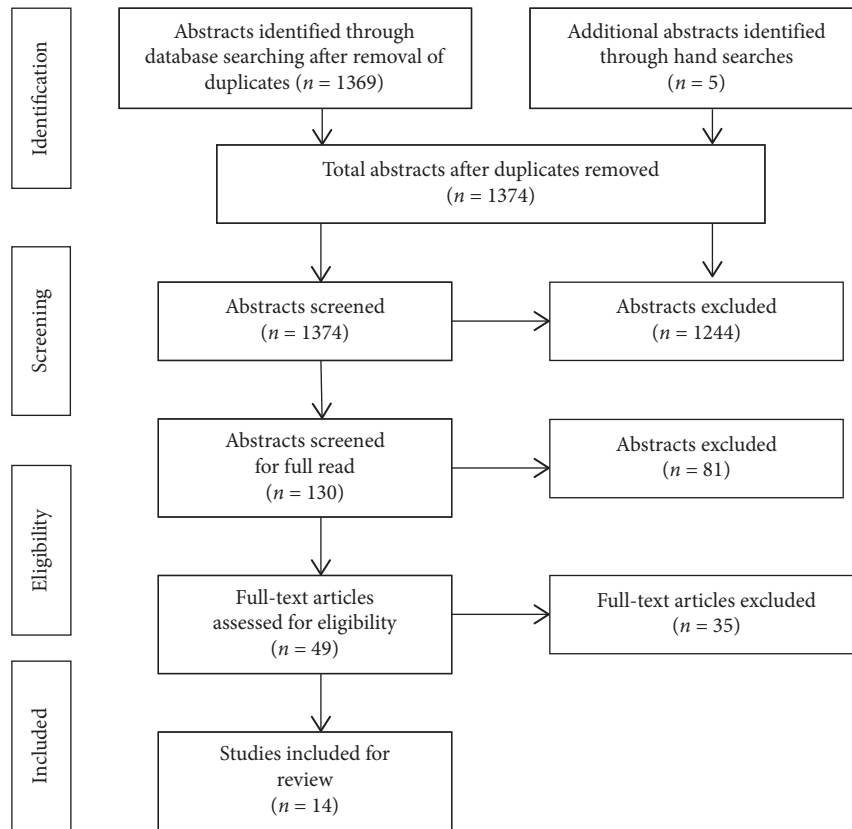 Identification
Abstracts identified through
database searching after removal of
duplicates (n = 1369)
Additional abstracts identified
through hand searches
(n = 5)
Total abstracts after duplicates removed
(n = 1374)
Screening
Abstracts screened
(n = 1374)
Abstracts excluded
(n = 1244)
Abstracts screened
for full read
(n = 130)
Abstracts excluded
(n = 81)
Eligibility
Full-text articles
assessed for eligibility
(n = 49)
Full-text articles excluded
(n = 35)
Included
Studies included for
review
(n = 14)